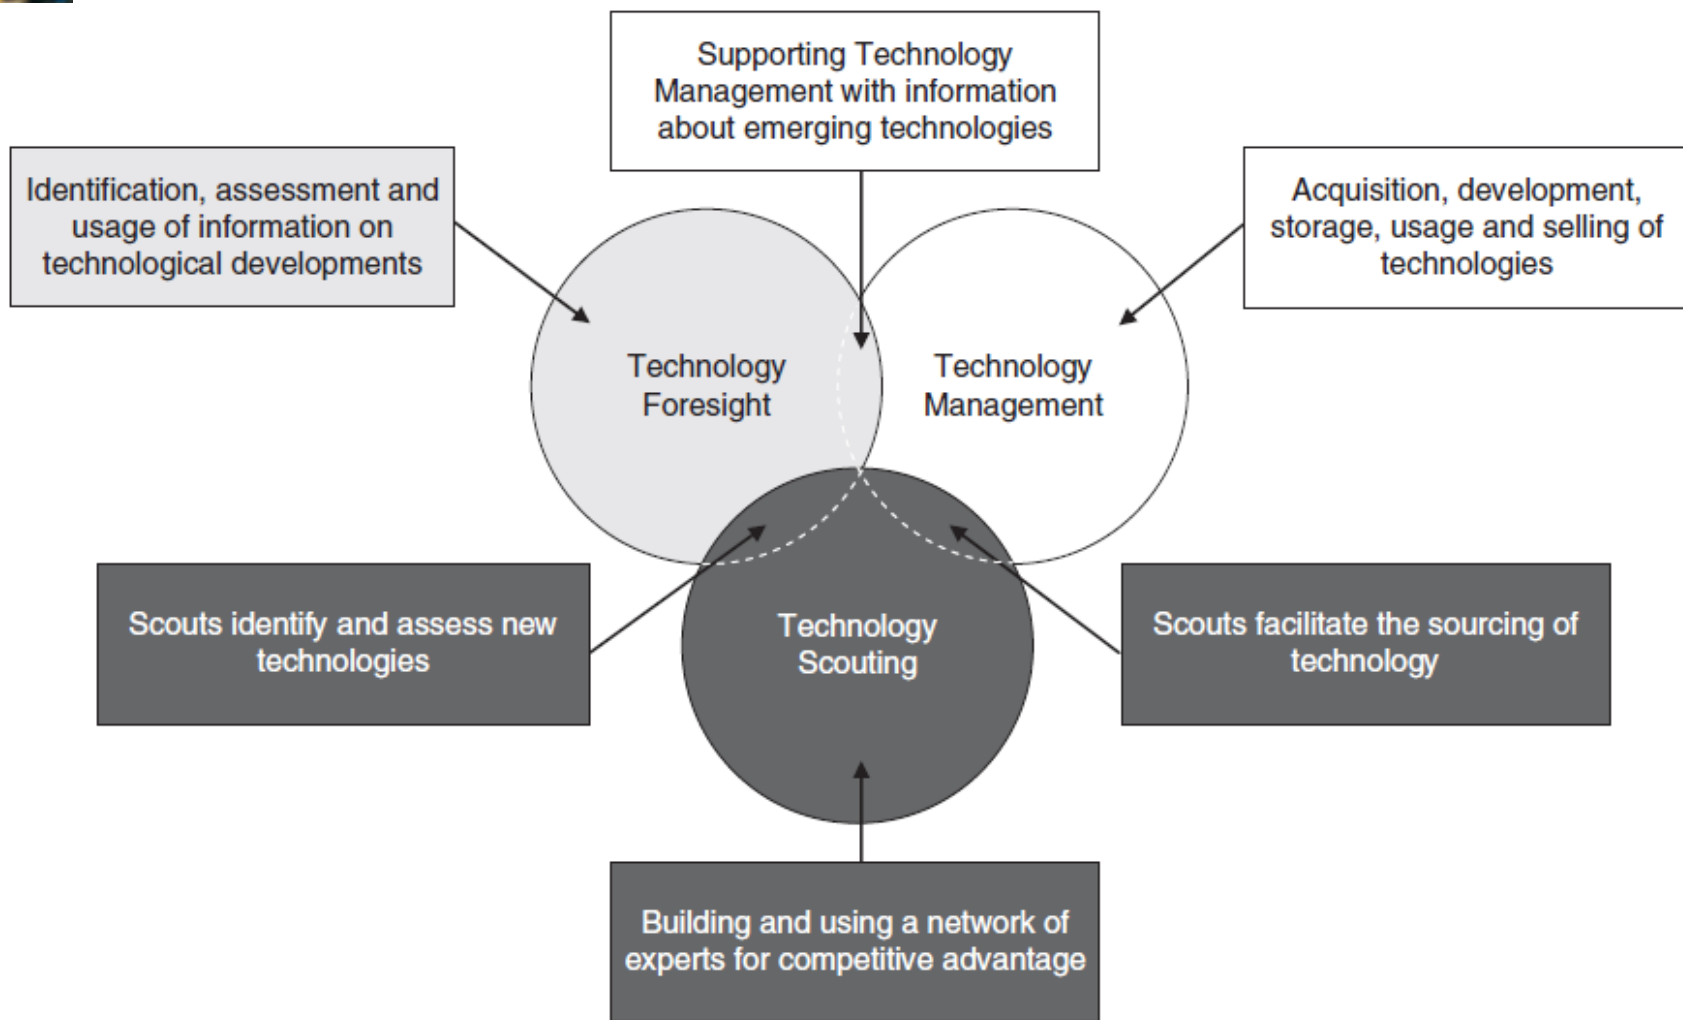 Supporting Technology
Management with information
about emerging technologies
Identification, assessment and
usage of information on
technological developments
Acquisition, development,
storage, usage and selling of
technologies
Technology
Foresight
Technology
Management
Scouts identify and assess new
technologies
Technology
Scouting
Scouts facilitate the sourcing of
technology
Building and using a network of
experts for competitive advantage